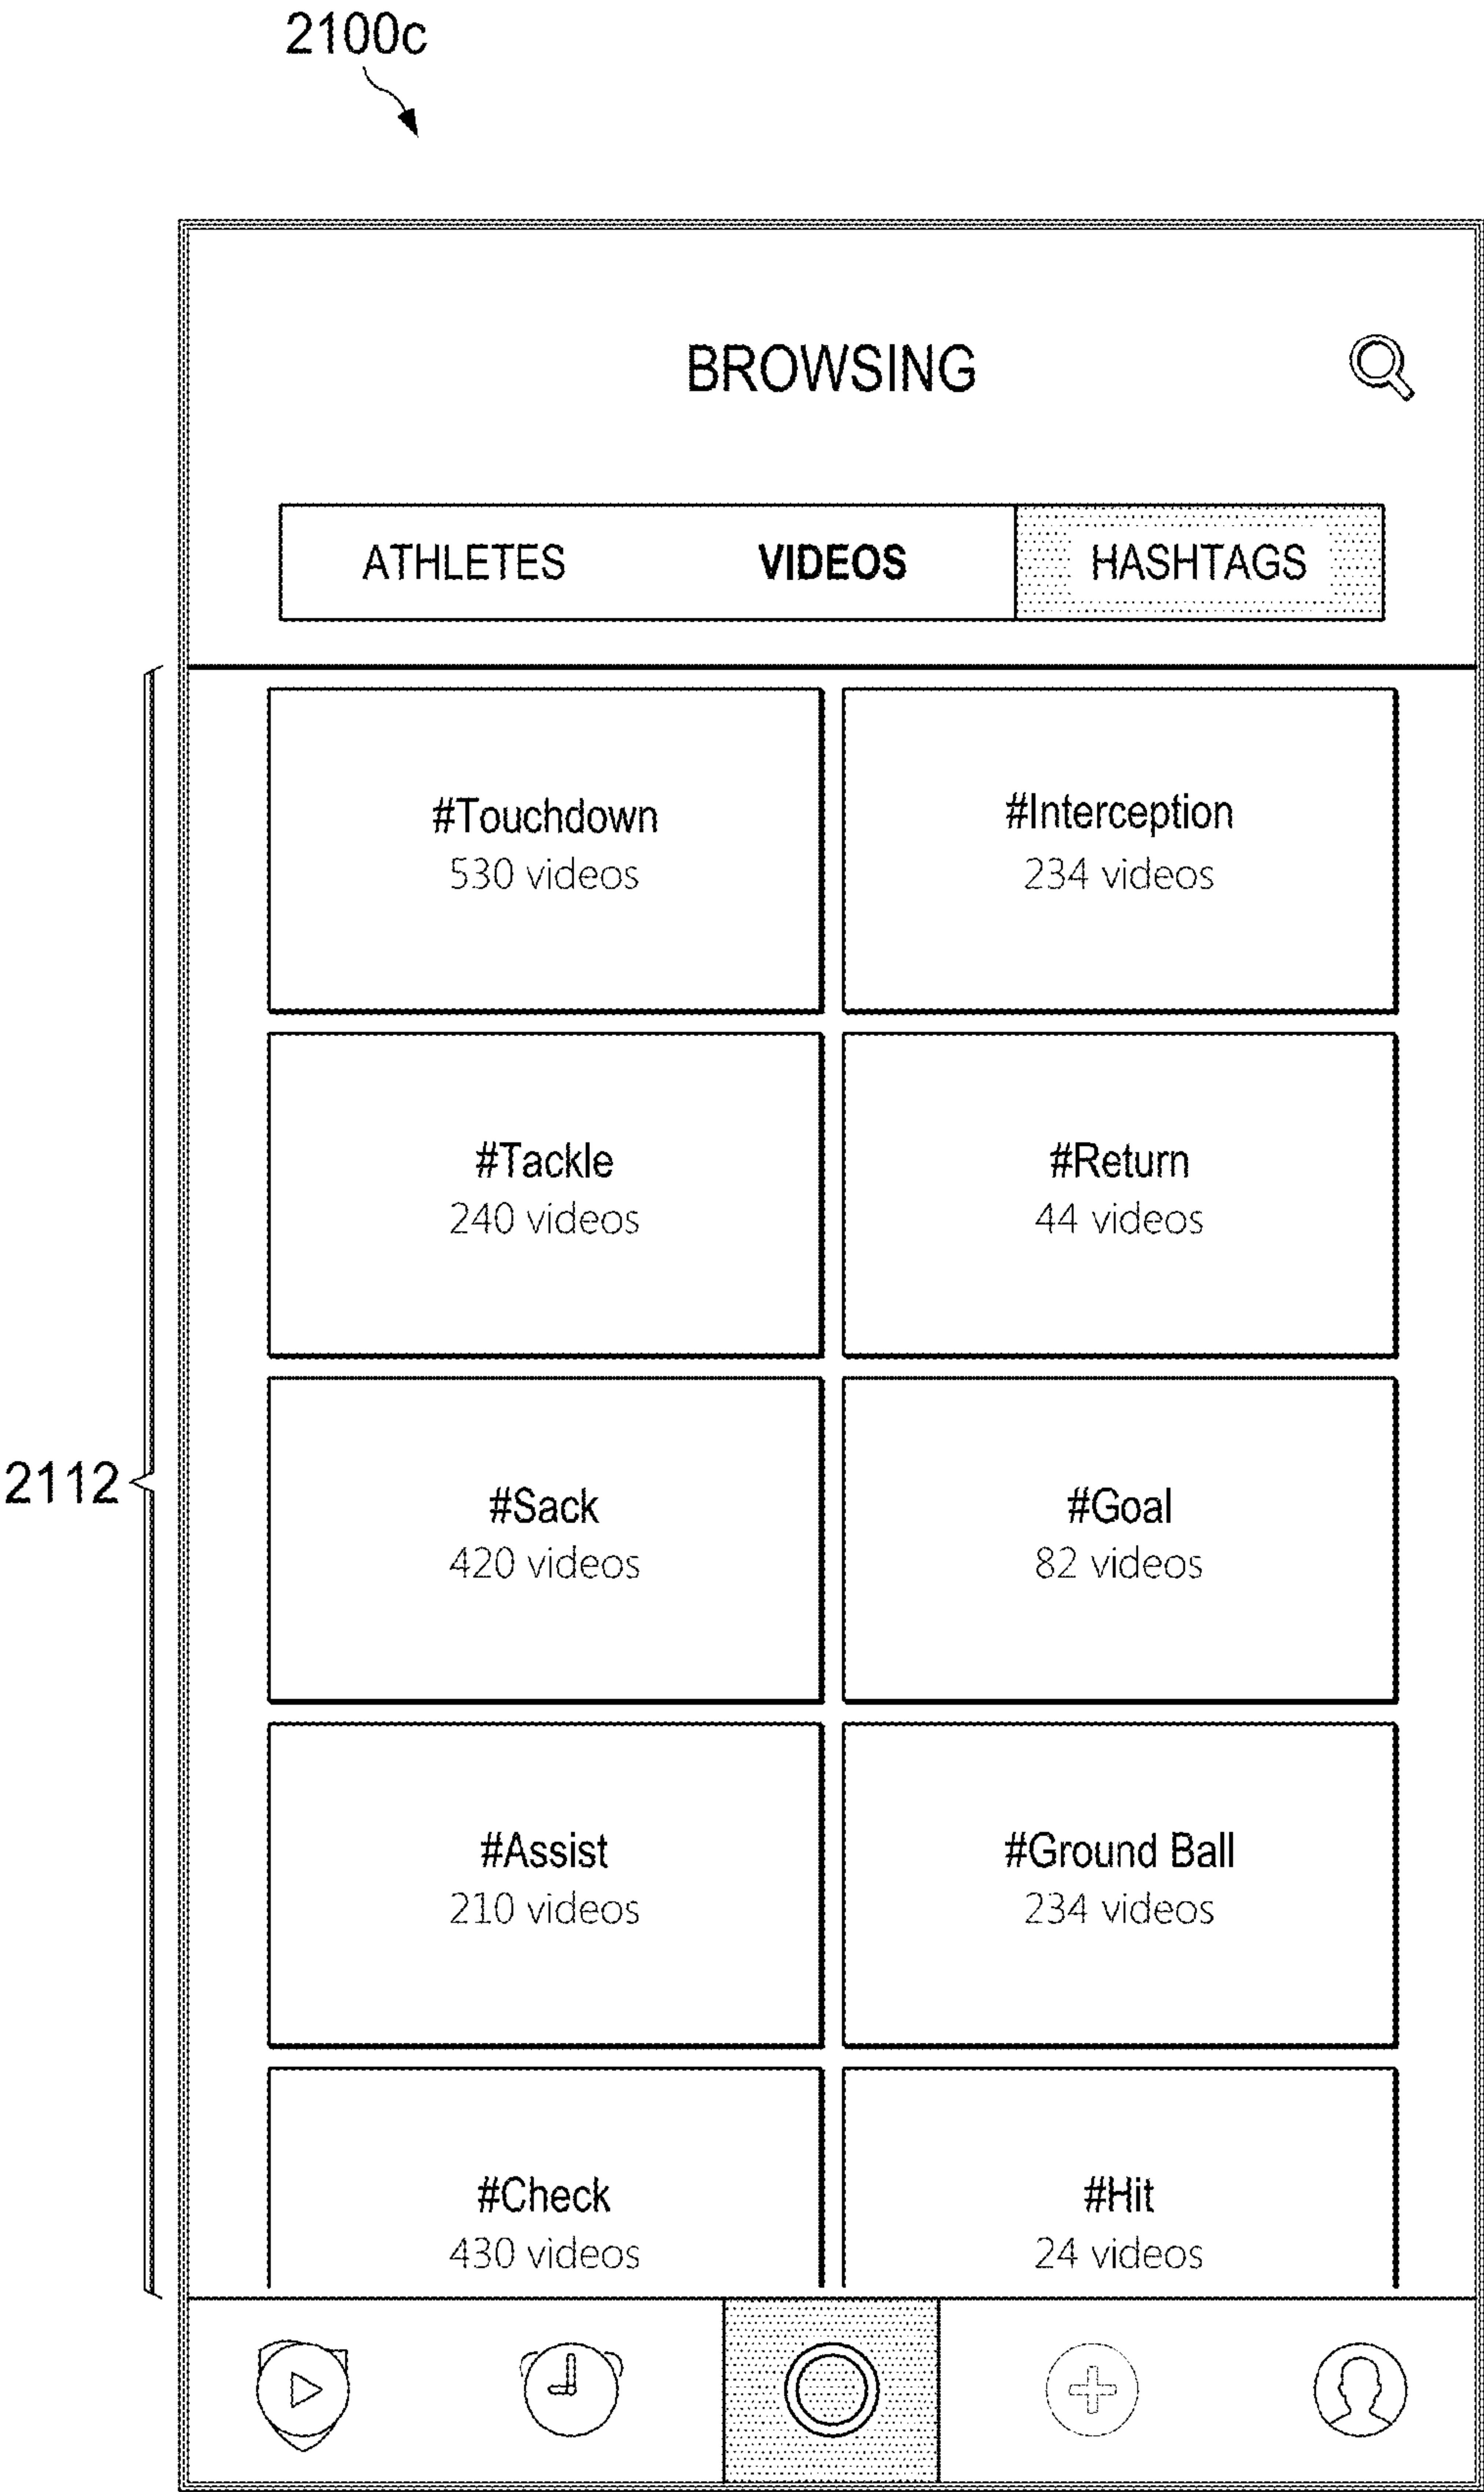 2100c
BROWSING
ATHLETES VIDEOS HASHTAGS
#Touchdown
530 videos
#Interception
234 videos
#Tackle
240 videos
#Return
44 videos
2112
#Sack
420 videos
#Goal
82 videos
#Assist
210 videos
#Ground Ball
234 videos
#Check
430 videos
#Hit
24 videos